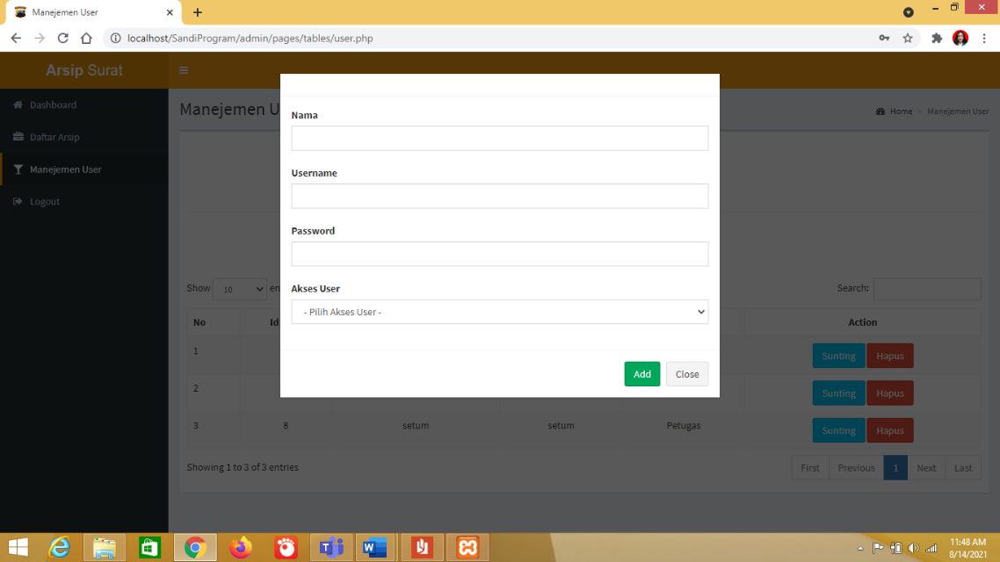 Manejemen User
localhost/SandiProgram/admin/pages/tables/user.php
Arsip Surat
Dashboard
Daftar Arsip
Manejemen User
Logout
Manejemen U
Home > Manejemen User
Nama
Username
Password
Akses User
- Pilih Akses User -
Add Close
Show 10 en
Search:
No Id Action
1 Sunting Hapus
2 Sunting Hapus
3 8 setum setum Petugas Sunting Hapus
Showing 1 to 3 of 3 entries
First Previous 1 Next Last
11:48 AM
8/14/2021